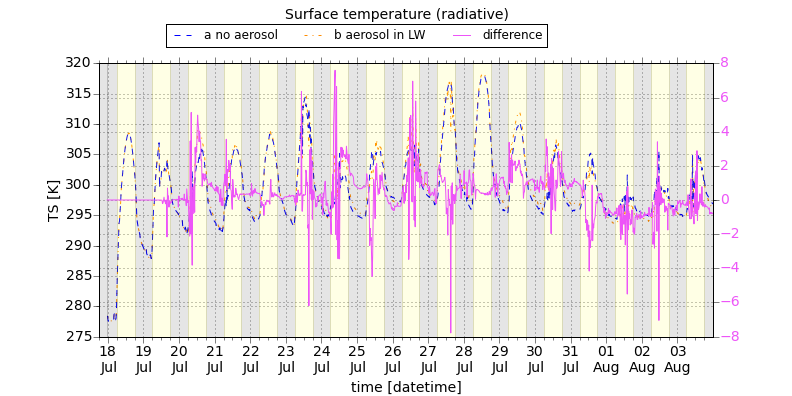 Surface temperature (radiative)
a no aerosol b aerosol in LW difference
320 8
315 6
310 4
305 2
300 0
295 −2
290 −4
285 −6
280 −8
275
TS [K]
18 19 20 21 22 23 24 25 26 27 28 29 30 31 01 02 03
Jul Jul Jul Jul Jul Jul Jul Jul Jul Jul Jul Jul Jul Jul Aug Aug Aug
time [datetime]